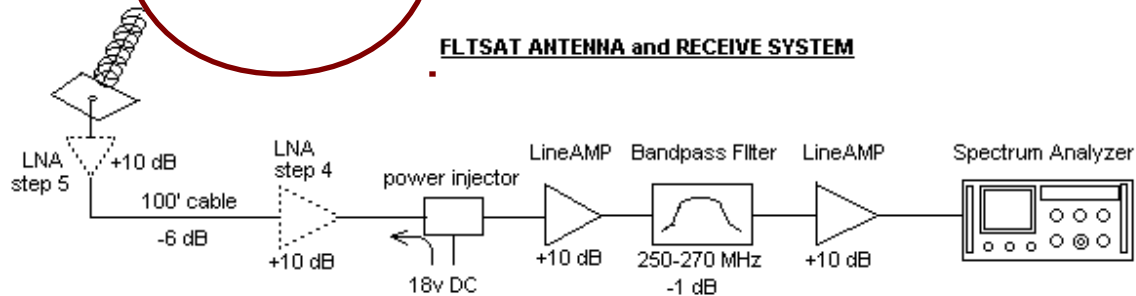 FLTSAT ANTENNA and RECEIVE SYSTEM
LNA
step 5
+10 dB
100' cable
-6 dB
LNA
step 4
+10 dB
power injector
18v DC
LineAMP
+10 dB
Bandpass Filter
250-270 MHz
-1 dB
LineAMP
+10 dB
Spectrum Analyzer